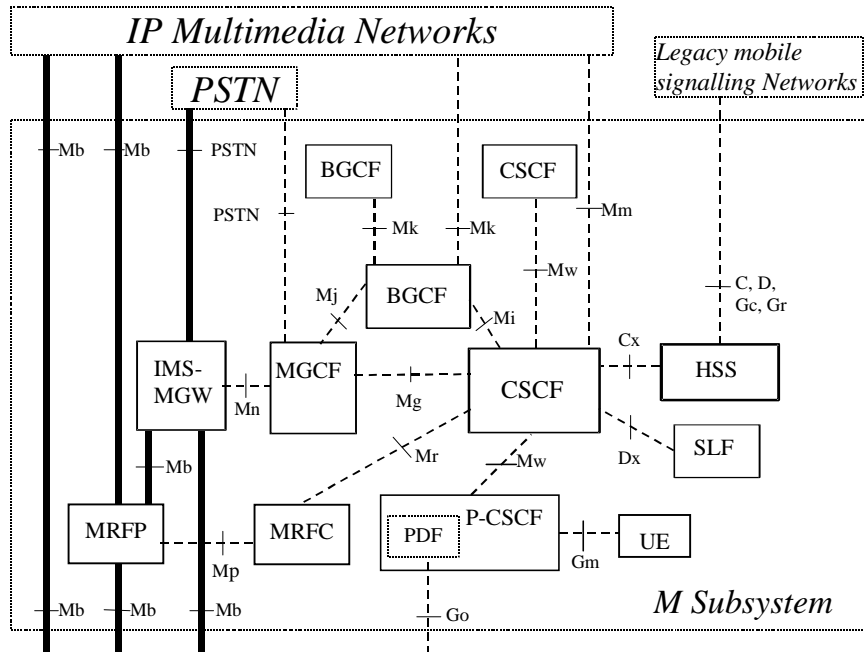 IP Multimedia Networks
Legacy mobile
signalling Networks
PSTN
Mb
Mb
PSTN
BGCF
CSCF
PSTN
Mk
Mk
Mm
Mw
C, D,
Gc, Gr
Mj
BGCF
Mi
IMS-
MGW
Mn
MGCF
Mg
CSCF
Cx
HSS
Mr
Dx
SLF
Mb
Mw
MRFP
Mp
MRFC
PDF
P-CSCF
Gm
UE
Mb
Mb
Mb
Go
M Subsystem